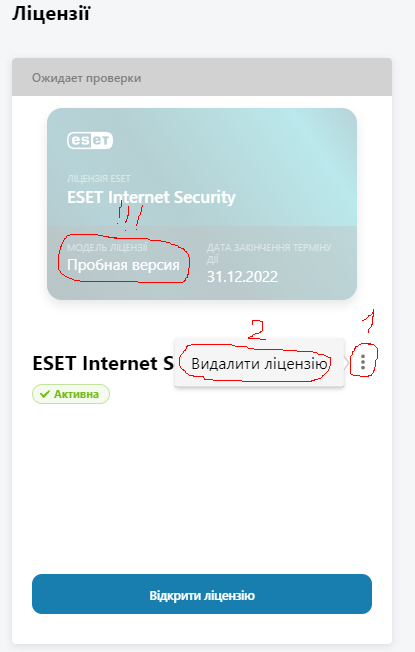 Ліцензії
Ожидает проверки
eseT
ЛІЦЕНЗІЯ ESET
ESET Internet Security
!!
МОДЕЛЬ ЛІЦЕНЗІЇ
Пробная версия
ДАТА ЗАКІНЧЕННЯ ТЕРМІНУ
ДІЇ
31.12.2022
2
1
ESET Internet S
Видалити ліцензію
Активна
Відкрити ліцензію